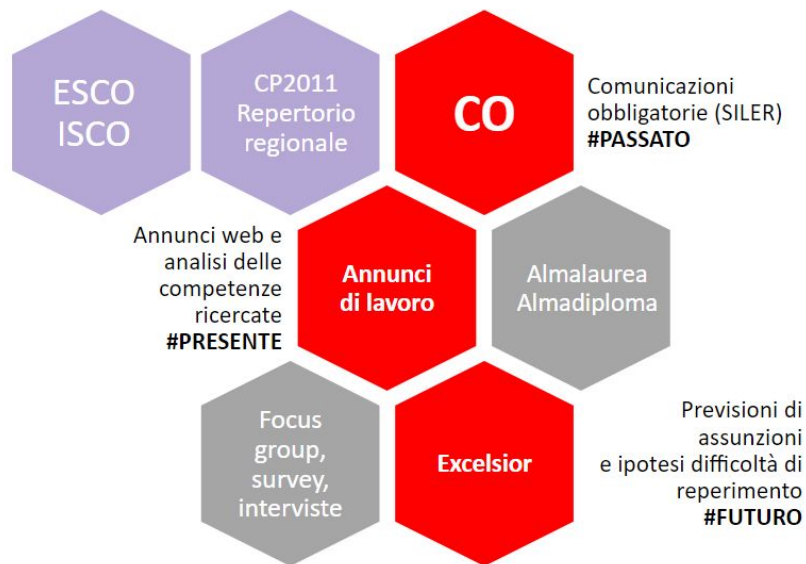 ESCO
ISCO
CP2011
Repertorio
regionale
CO
Comunicazioni
obbligatorie (SILER)
#PASSATO
Annunci web e
analisi delle
competenze
ricercate
#PRESENTE
Annunci
di lavoro
Almalaurea
Almadiploma
Focus
group,
survey,
interviste
Excelsior
Previsioni di
assunzioni
e ipotesi difficoltà di
reperimento
#FUTURO